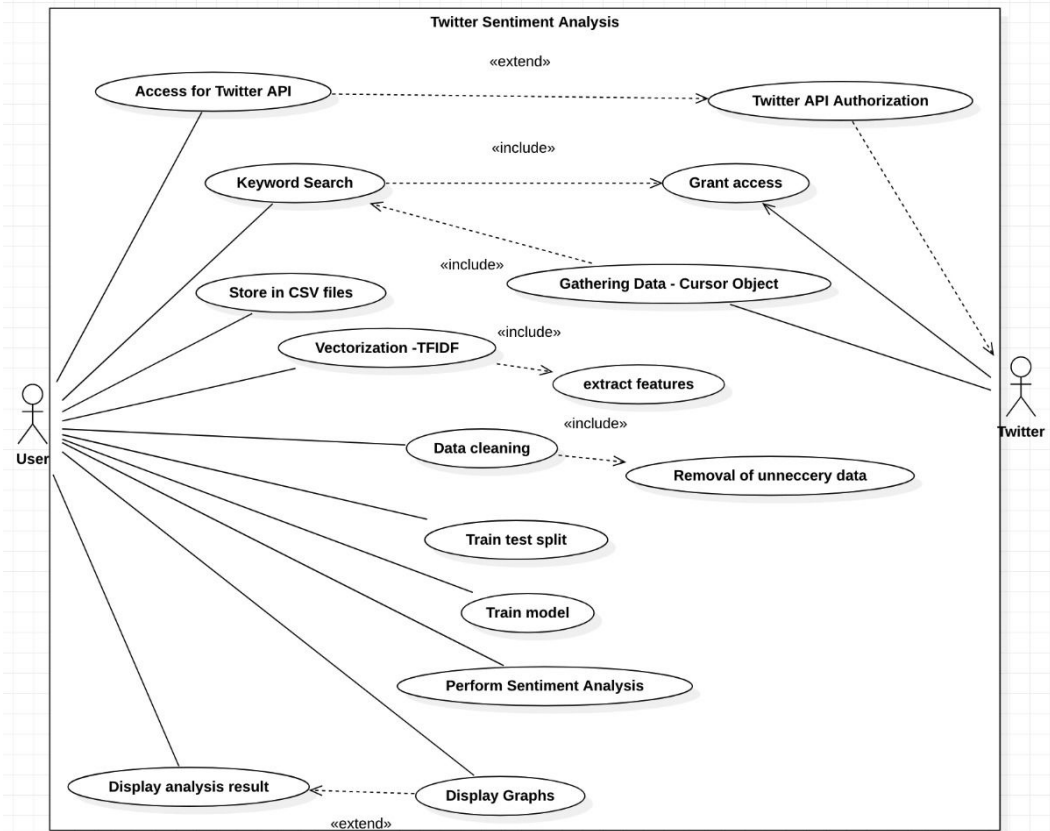 Twitter Sentiment Analysis
«extend»
Access for Twitter API
Twitter API Authorization
«include»
Keyword Search
Grant access
«include»
Gathering Data - Cursor Object
Store in CSV files
«include»
Vectorization -TFIDF
extract features
«include»
Data cleaning
User
Twitter
Removal of unneccery data
Train test split
Train model
Perform Sentiment Analysis
Display analysis result
Display Graphs
«extend»